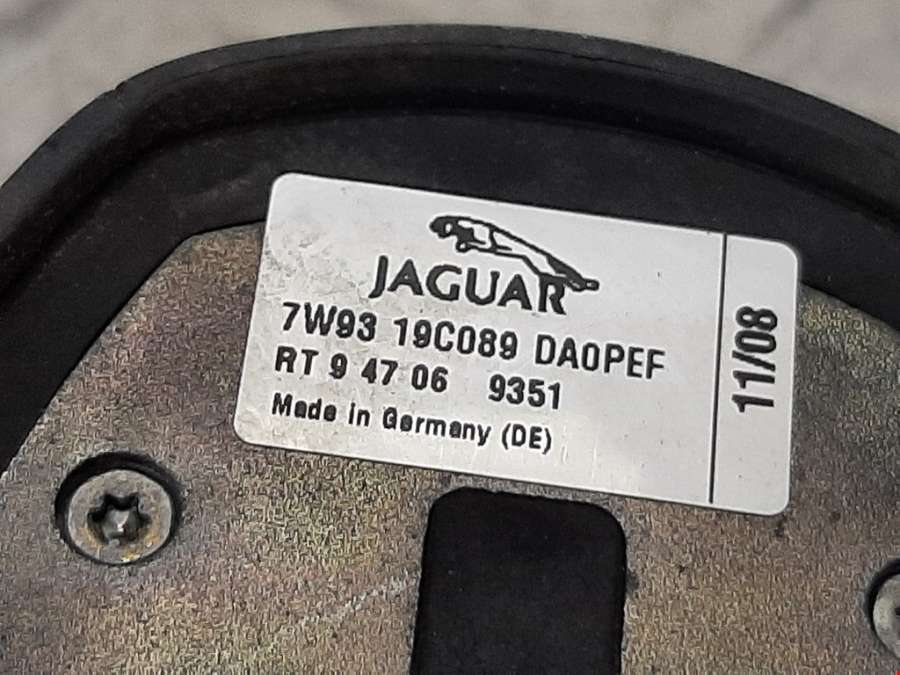 JAGUAR
7W93 19C089 DA0PEF
RT 9 47 06 9351
Made in Germany (DE)
11/08